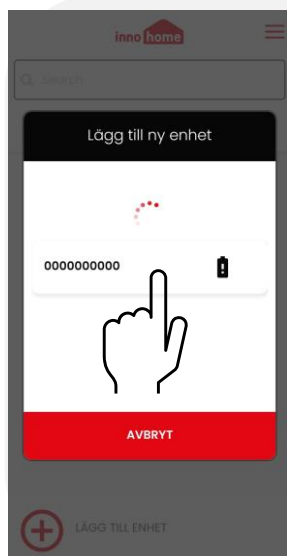 inno home
Search
Lägg till ny enhet
0000000000
AVBRYT
LÄGG TILL ENHET